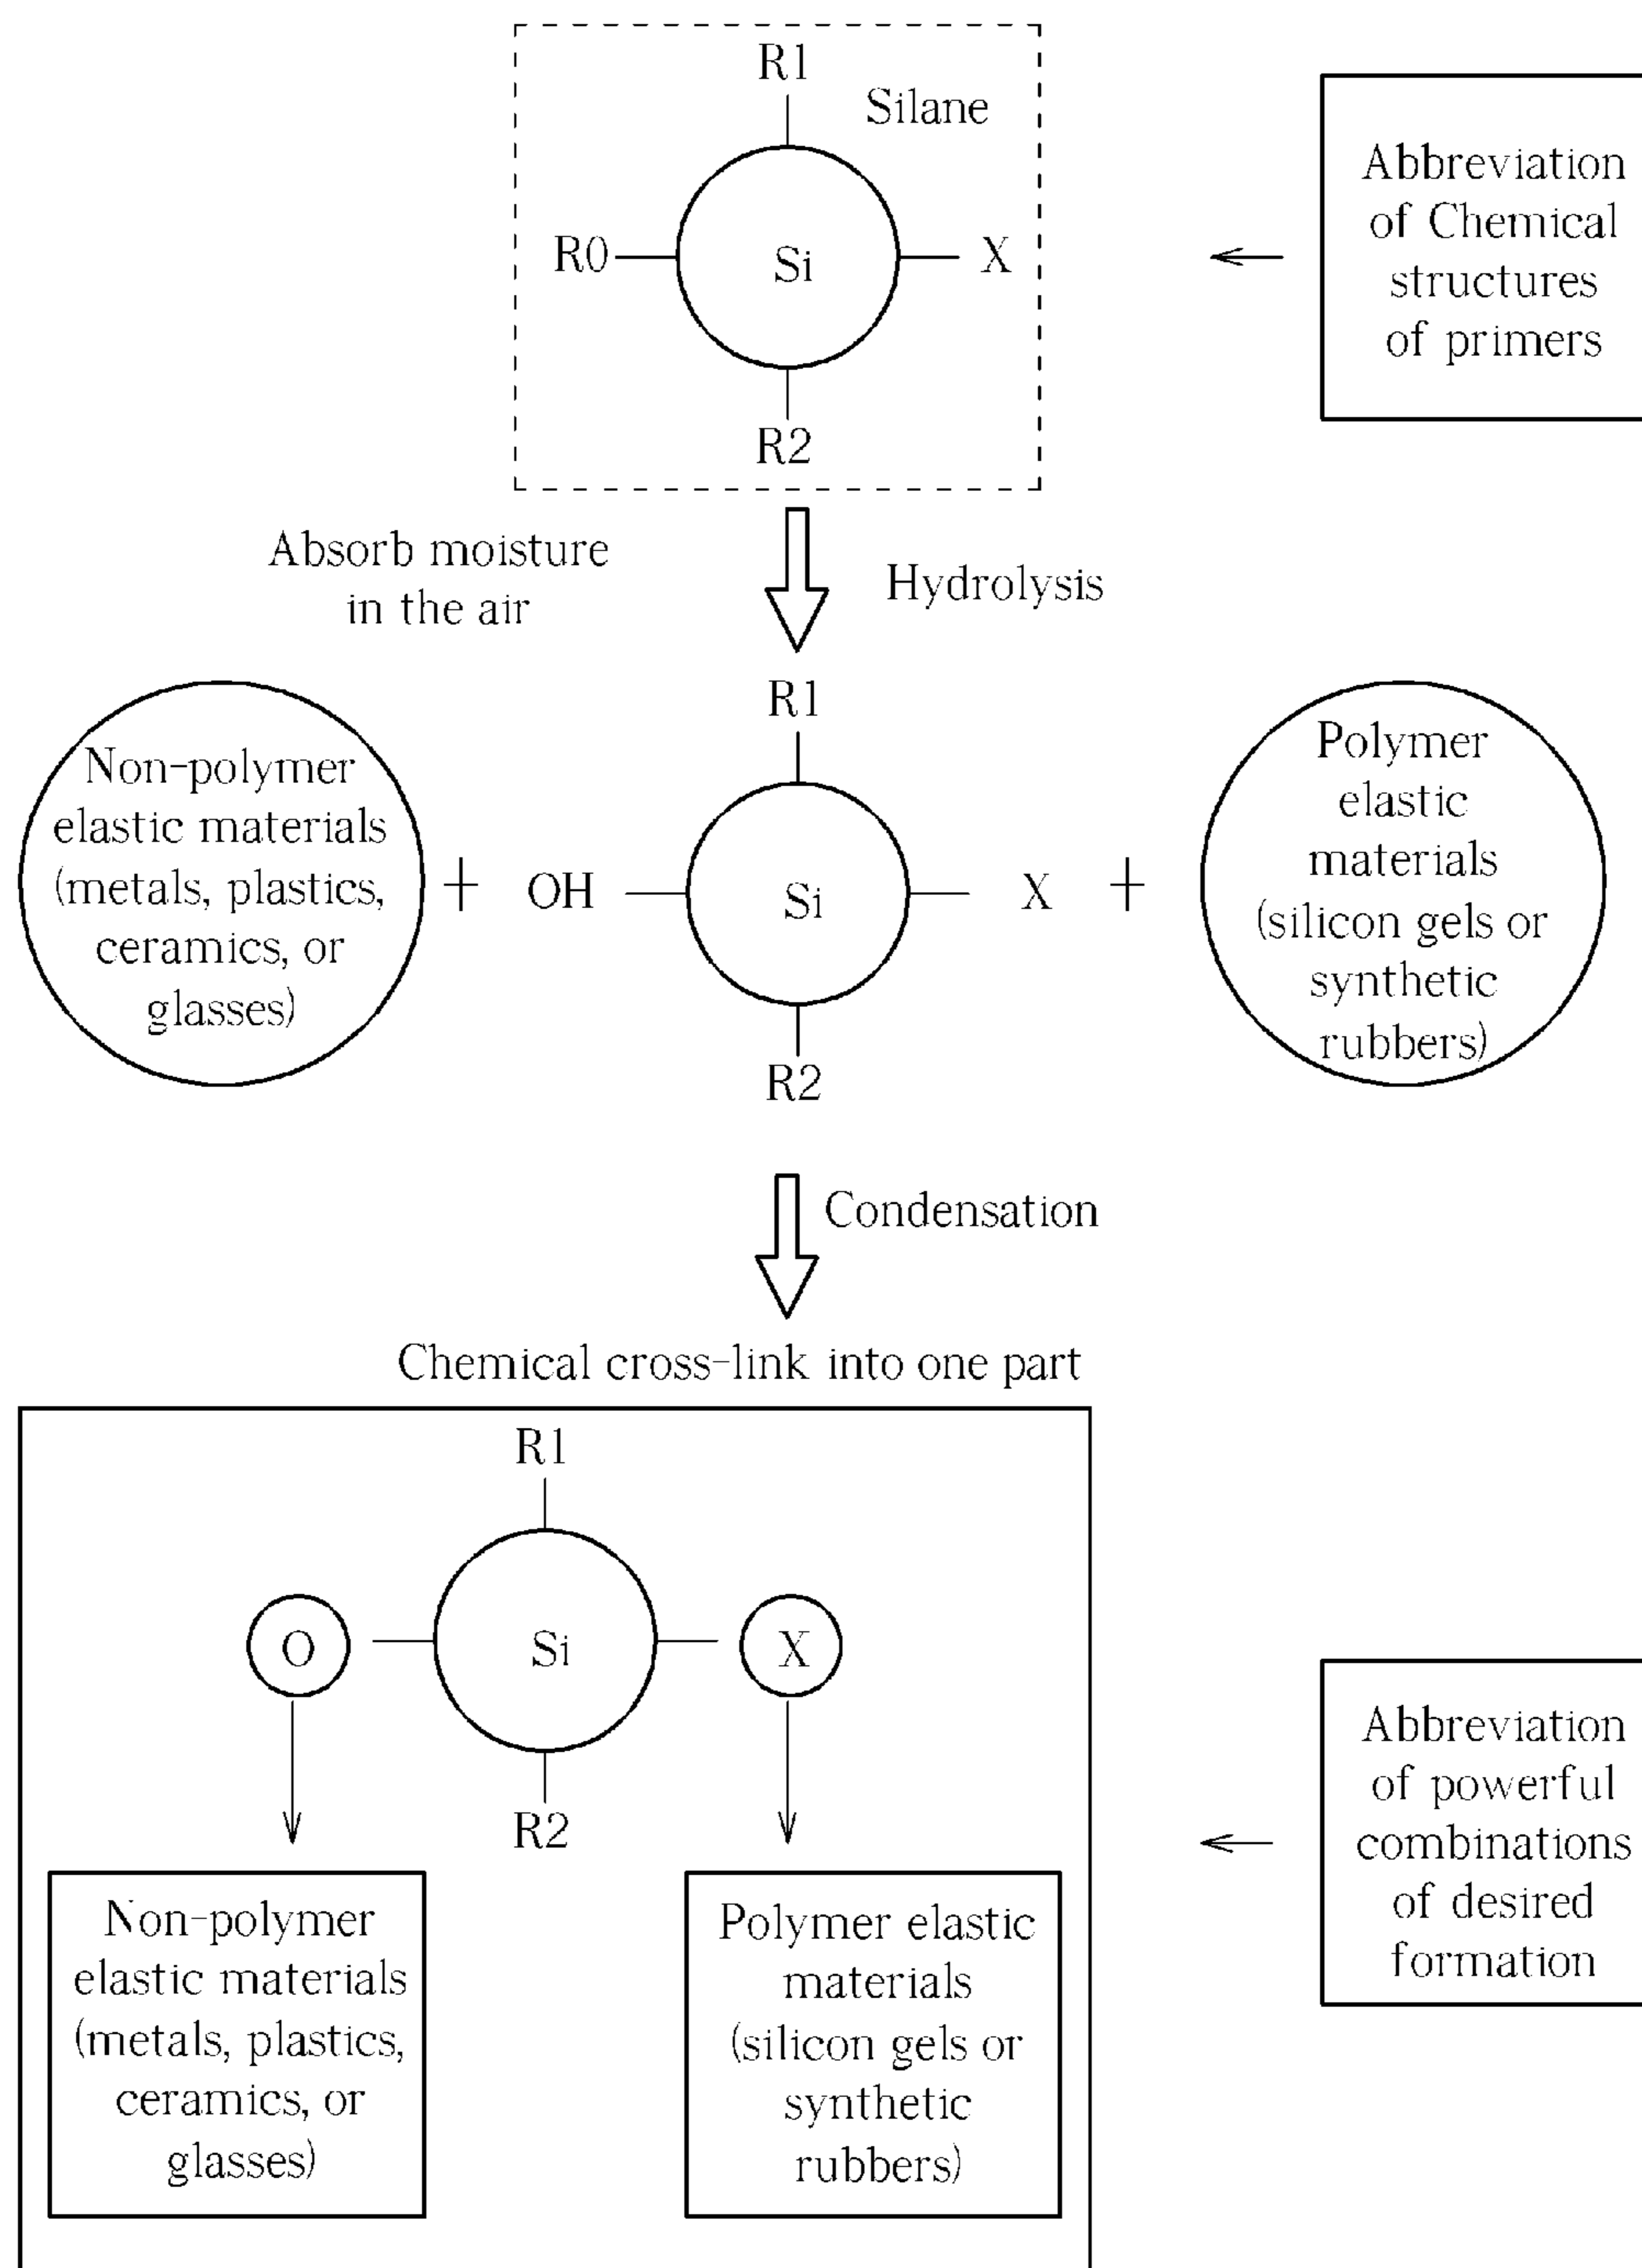 R1
Silane
R0
Si
X
R2
Abbreviation
of Chemical
structures
of primers
Absorb moisture
in the air
Hydrolysis
Non-polymer
elastic materials
(metals, plastics,
ceramics, or
glasses)
+
R1
OH
Si
X
R2
+
Polymer
elastic
materials
(silicon gels or
synthetic
rubbers)
Condensation
Chemical cross-link into one part
R1
O
Si
X
R2
Non-polymer
elastic materials
(metals, plastics,
ceramics, or
glasses)
Polymer elastic
materials
(silicon gels or
synthetic
rubbers)
Abbreviation
of powerful
combinations
of desired
formation